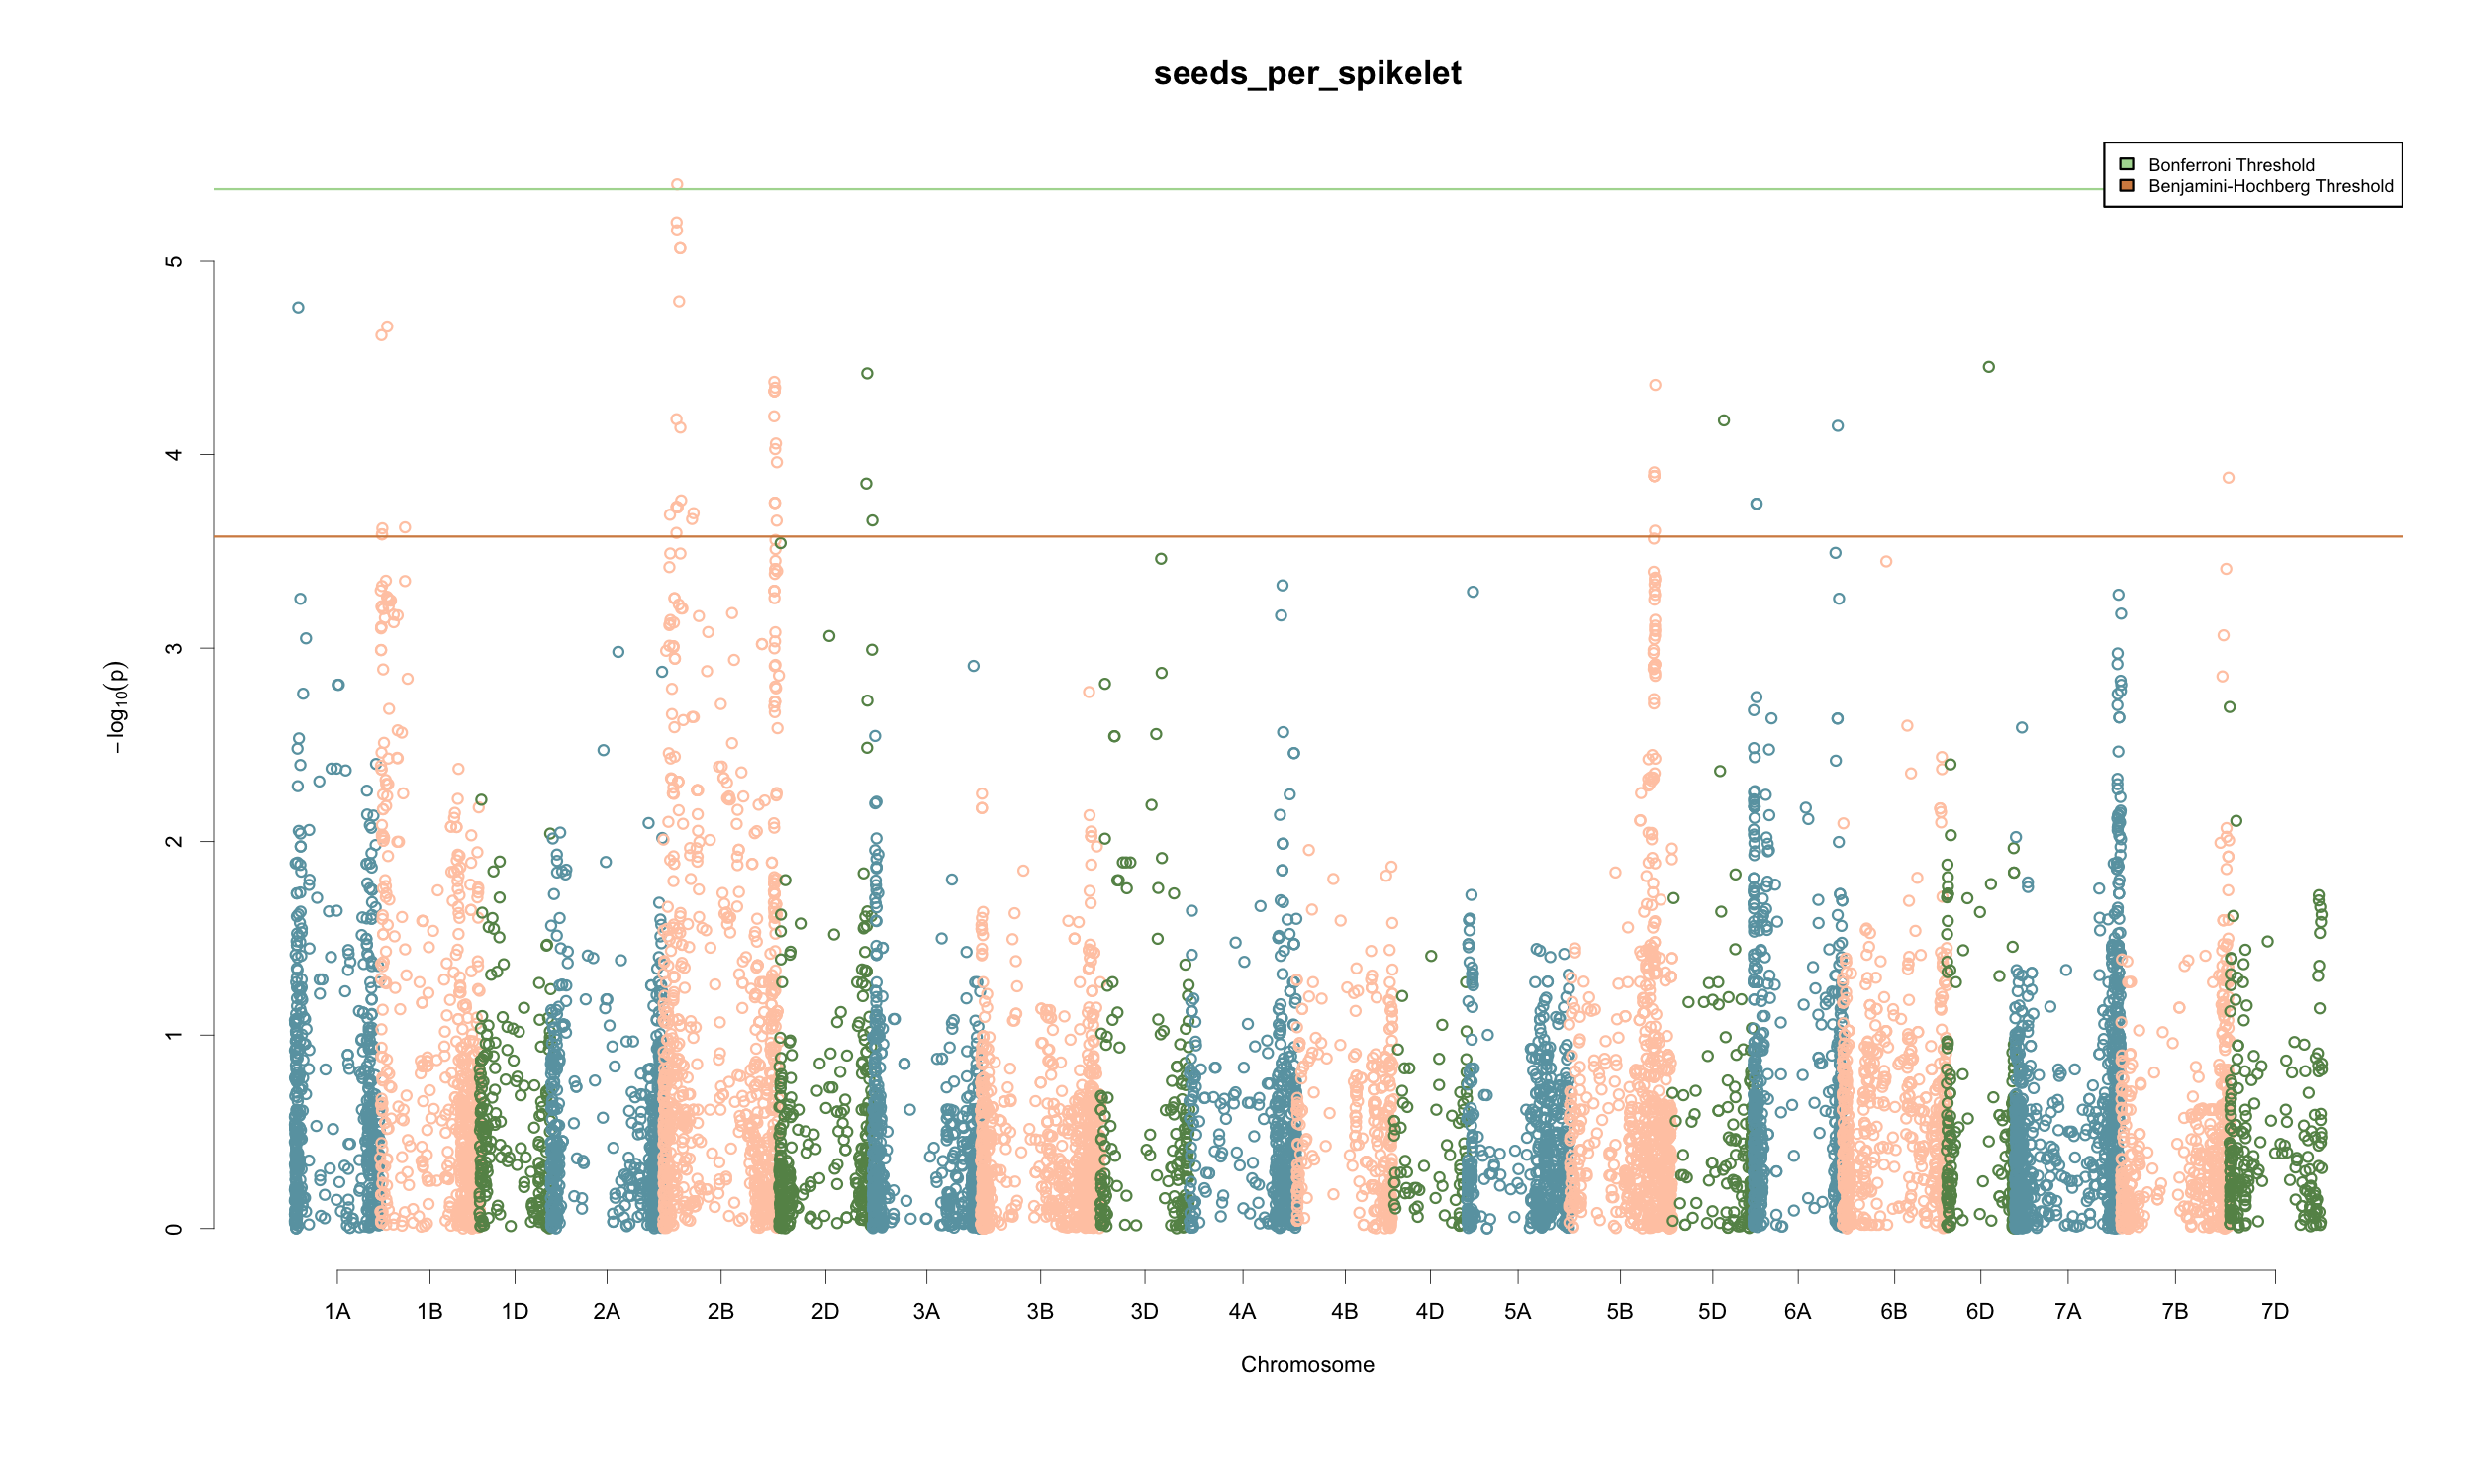 seeds_per_spikelet
Bonferroni Threshold
Benjamini-Hochberg Threshold
5
4
3
2
1
0
−log₁₀(p)
1A 1B 1D 2A 2B 2D 3A 3B 3D 4A 4B 4D 5A 5B 5D 6A 6B 6D 7A 7B 7D
Chromosome